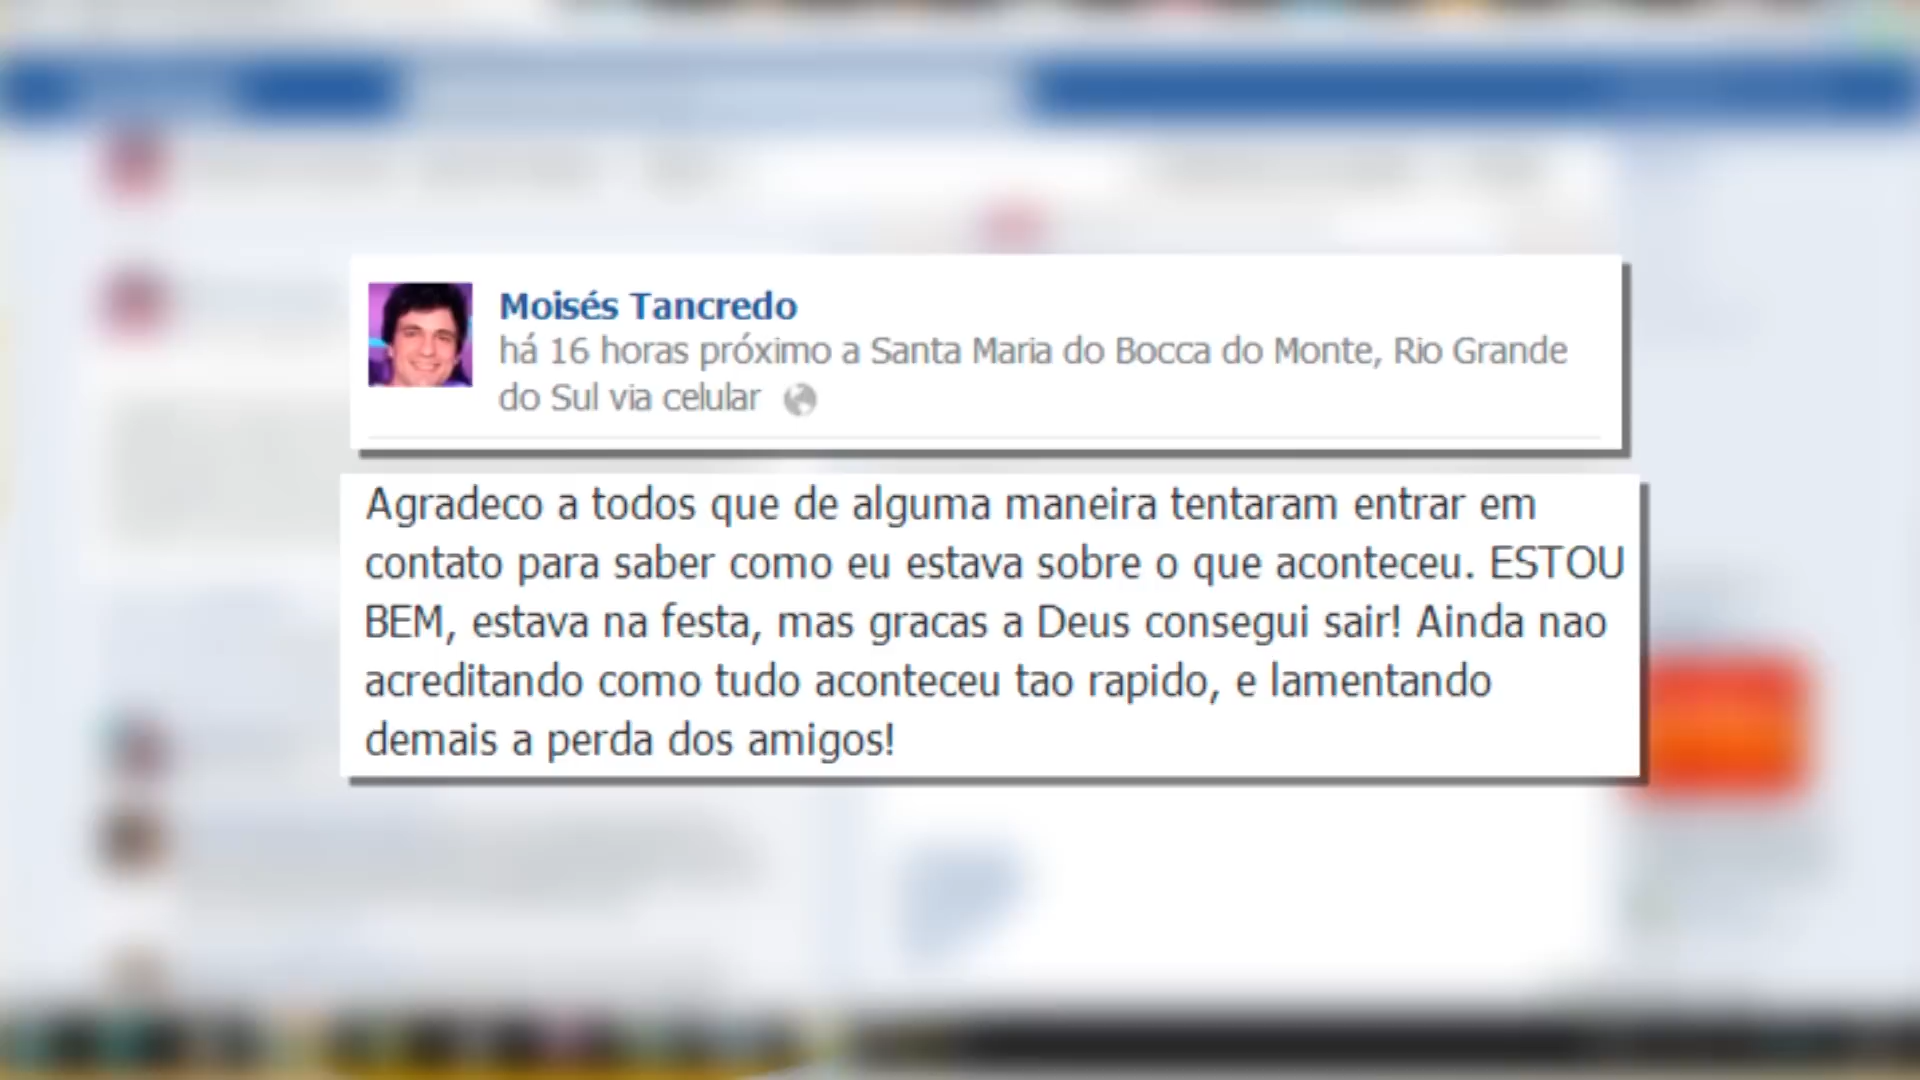 Moisés Tancredo
há 16 horas próximo a Santa Maria do Bocca do Monte, Rio Grande
do Sul via celular
Agradeco a todos que de alguma maneira tentaram entrar em
contato para saber como eu estava sobre o que aconteceu. ESTOU
BEM, estava na festa, mas gracas a Deus consegui sair! Ainda nao
acreditando como tudo aconteceu tao rapido, e lamentando
demais a perda dos amigos!